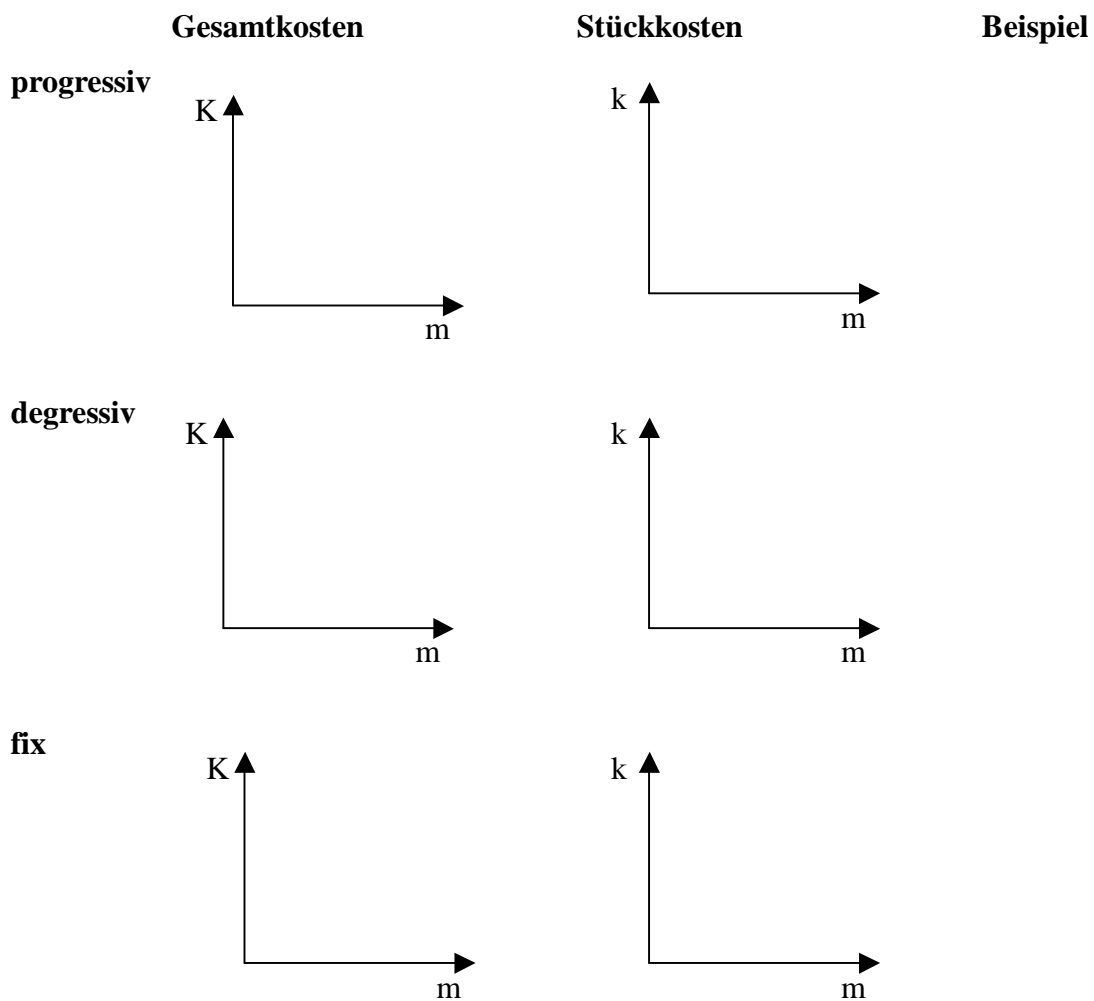 Gesamtkosten Stückkosten Beispiel
progressiv
K k
m m
degressiv
K k
m m
fix
K k
m m